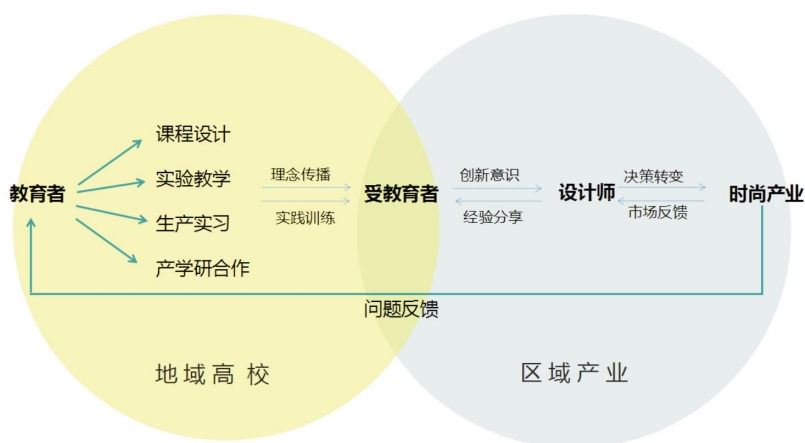 课程设计
教育者
实验教学
理念传播
受教育者
创新意识
设计师
决策转变
时尚产业
生产实习
实践训练
经验分享
市场反馈
产学研合作
问题反馈
地域高校
区域产业